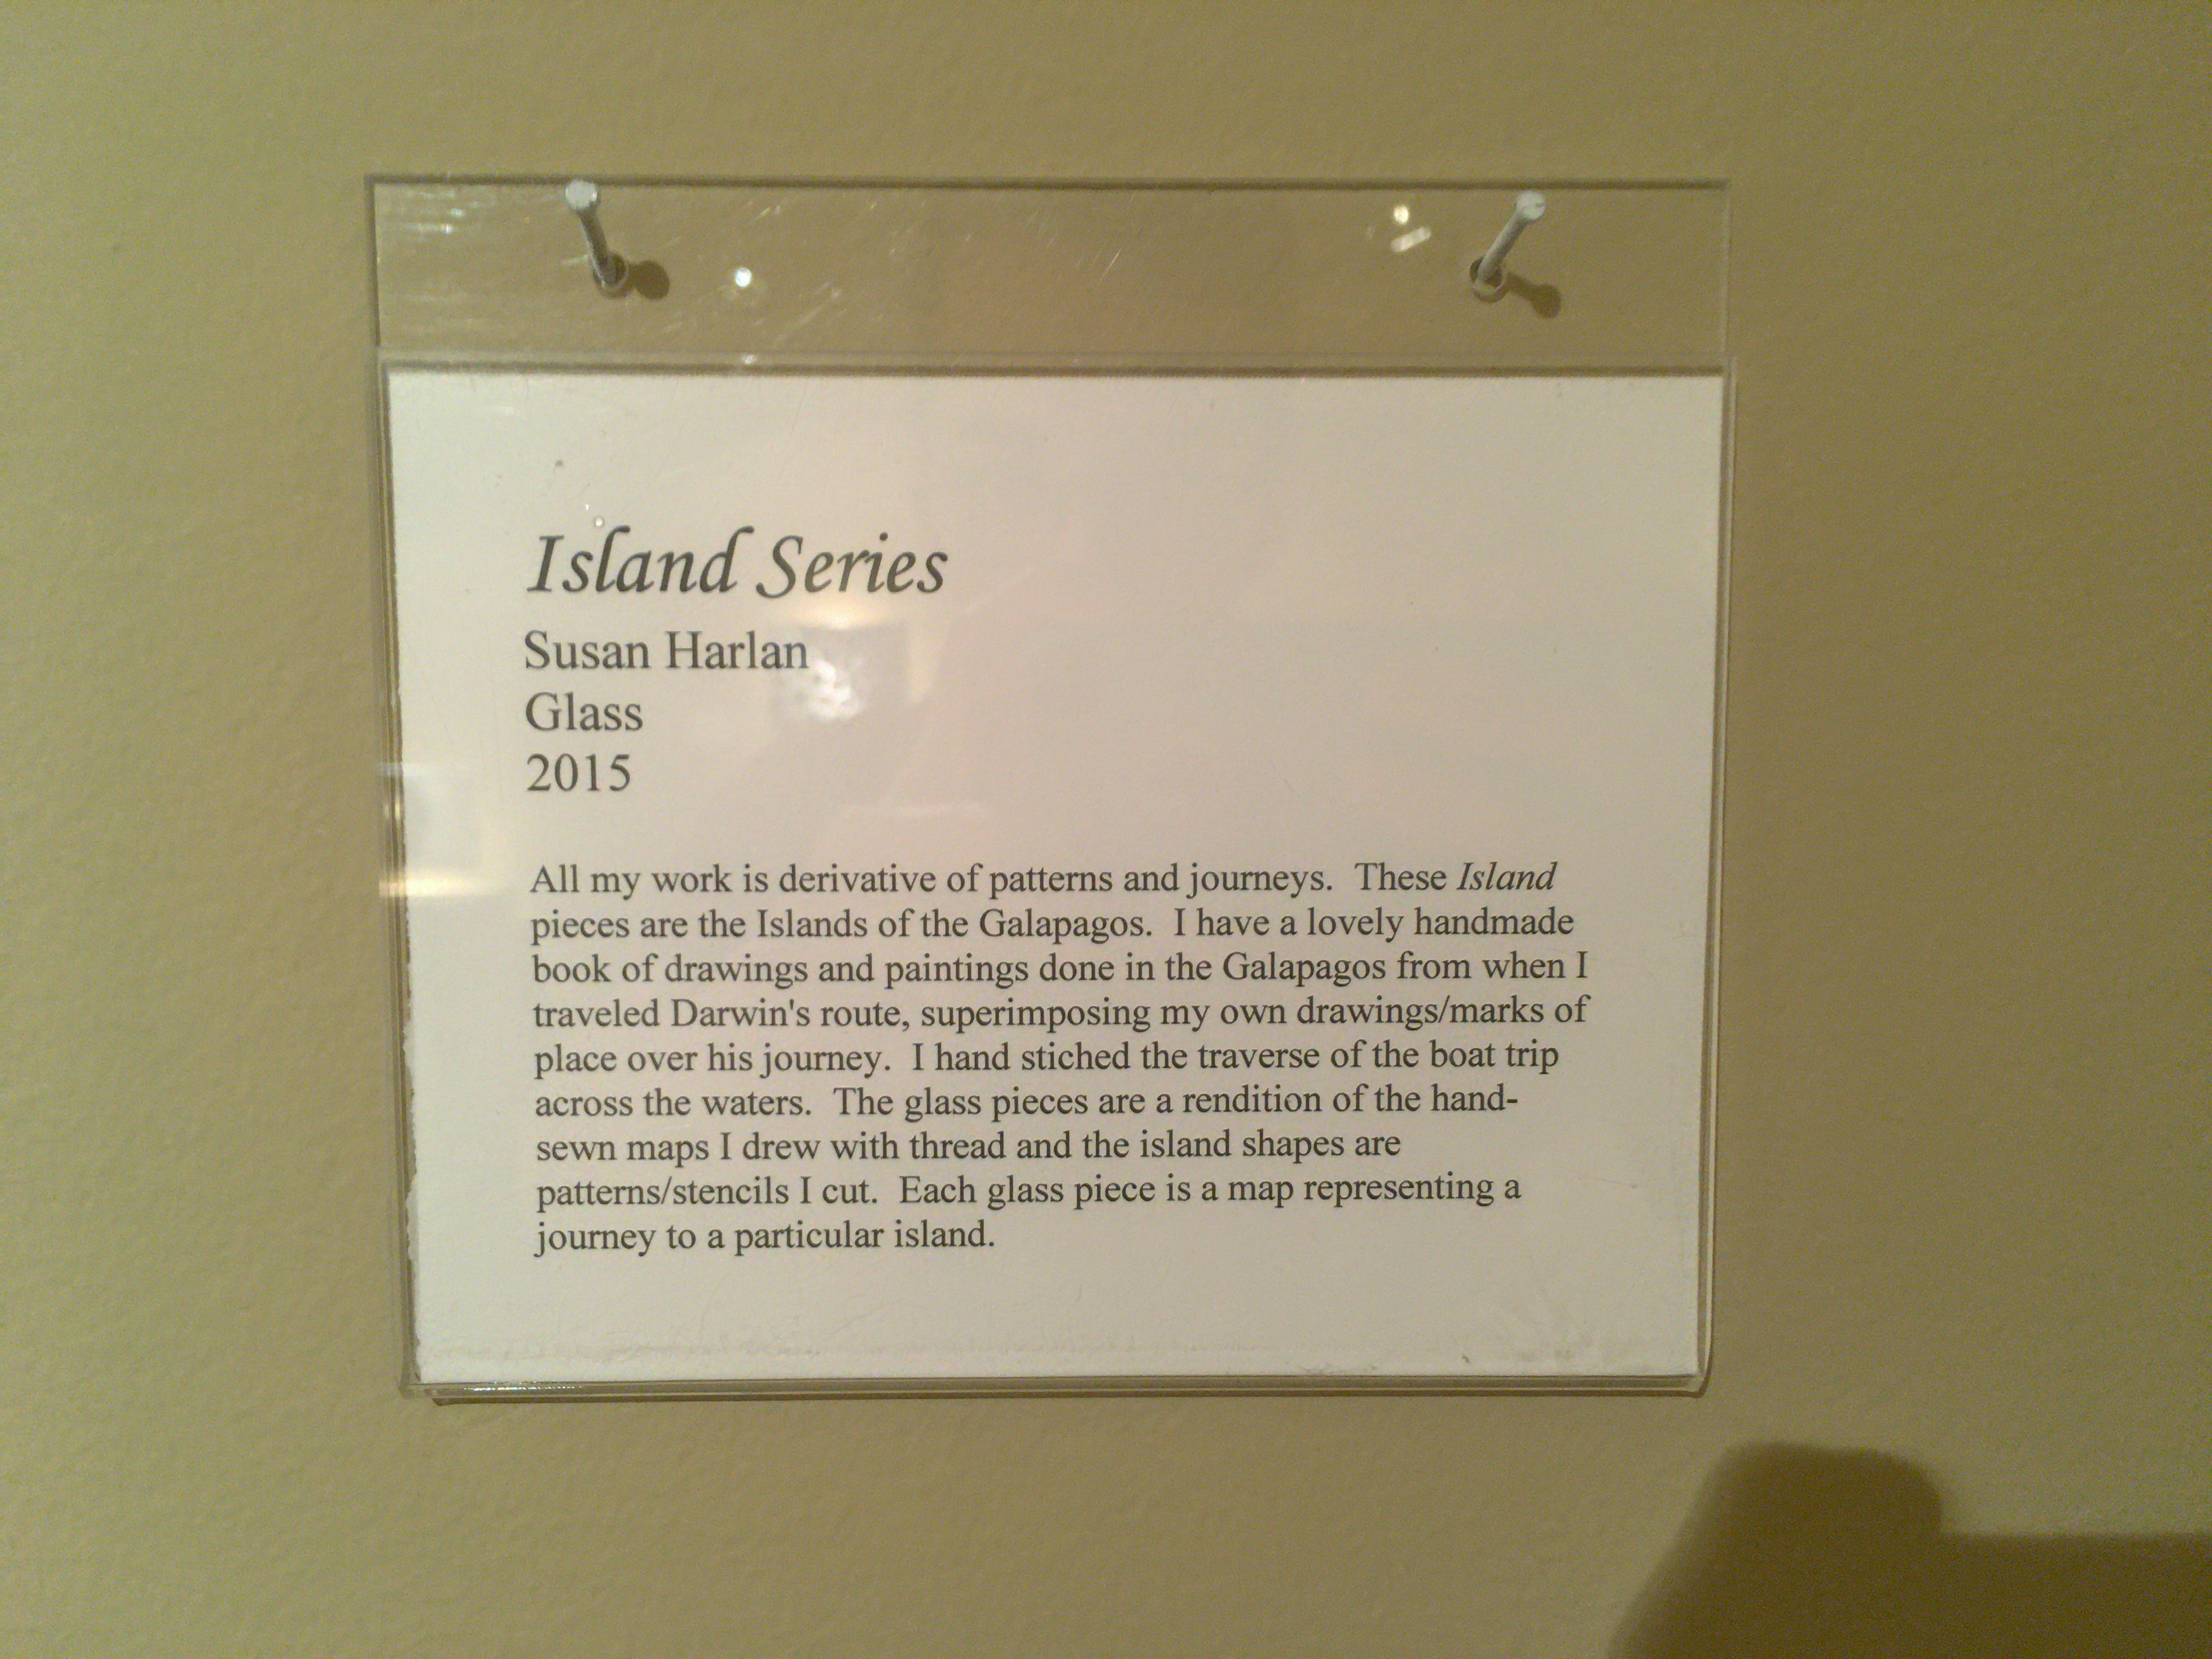 Island Series
Susan Harlan
Glass
2015
All my work is derivative of patterns and journeys.  These Island
pieces are the Islands of the Galapagos.  I have a lovely handmade
book of drawings and paintings done in the Galapagos from when I
traveled Darwin's route, superimposing my own drawings/marks of
place over his journey.  I hand stiched the traverse of the boat trip
across the waters.  The glass pieces are a rendition of the hand-
sewn maps I drew with thread and the island shapes are
patterns/stencils I cut.  Each glass piece is a map representing a
journey to a particular island.